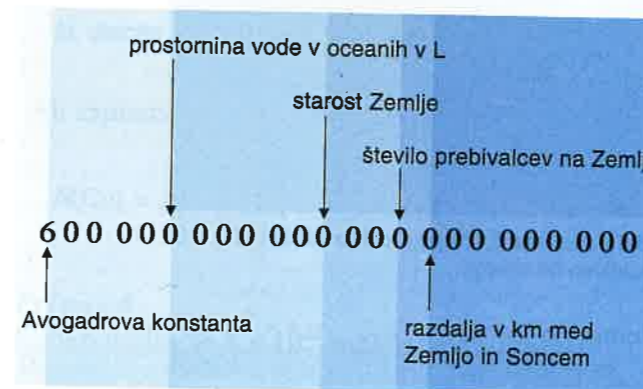 prostornina vode v oceanih v L
starost Zemlje
število prebivalcev na Zemlj
600 000 000 000 000 000 000 000
Avogadrova konstanta
razdalja v km med
Zemljo in Soncem